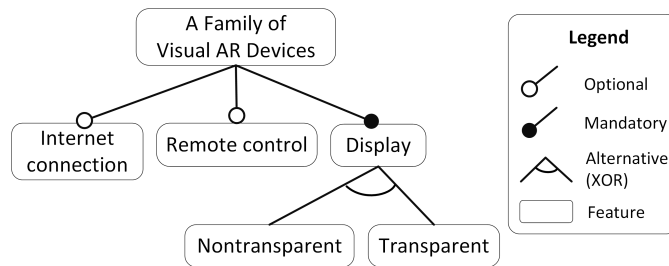 A Family of
Visual AR Devices
Internet
connection
Remote control
Display
Nontransparent
Transparent
Legend
Optional
Mandatory
Alternative
(XOR)
Feature